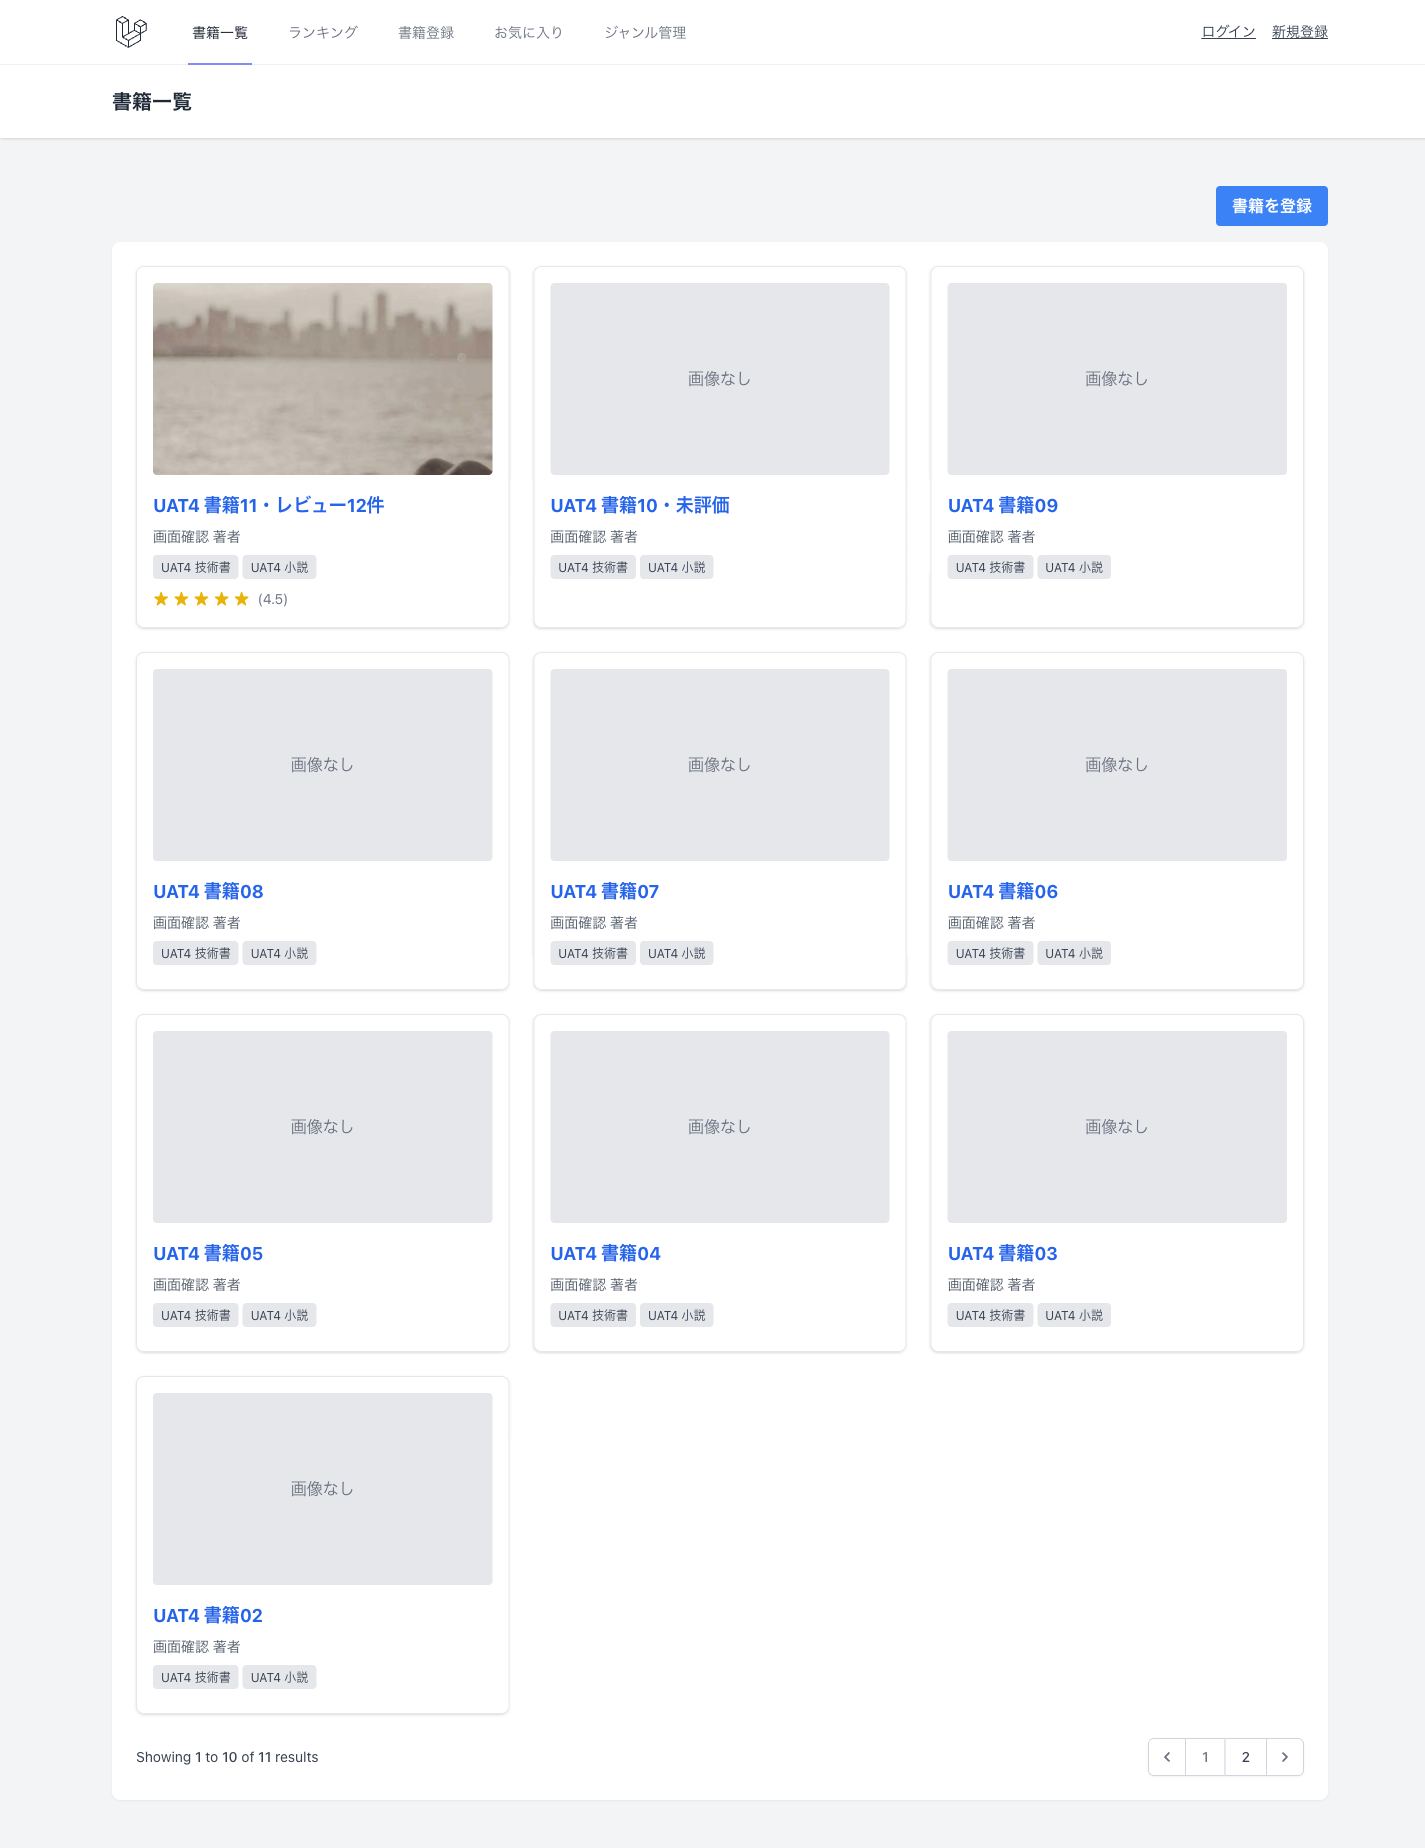 書籍一覧 ランキング 書籍登録 お気に入り ジャンル管理 ログイン 新規登録
書籍一覧
書籍を登録
画像なし 画像なし
UAT4 書籍11・レビュー12件 UAT4 書籍10・未評価 UAT4 書籍09
画面確認 著者 画面確認 著者 画面確認 著者
UAT4 技術書 UAT4 小説 UAT4 技術書 UAT4 小説 UAT4 技術書 UAT4 小説
★★★★★ (4.5)
画像なし 画像なし 画像なし
UAT4 書籍08 UAT4 書籍07 UAT4 書籍06
画面確認 著者 画面確認 著者 画面確認 著者
UAT4 技術書 UAT4 小説 UAT4 技術書 UAT4 小説 UAT4 技術書 UAT4 小説
画像なし 画像なし 画像なし
UAT4 書籍05 UAT4 書籍04 UAT4 書籍03
画面確認 著者 画面確認 著者 画面確認 著者
UAT4 技術書 UAT4 小説 UAT4 技術書 UAT4 小説 UAT4 技術書 UAT4 小説
画像なし
UAT4 書籍02
画面確認 著者
UAT4 技術書 UAT4 小説
Showing 1 to 10 of 11 results 1 2